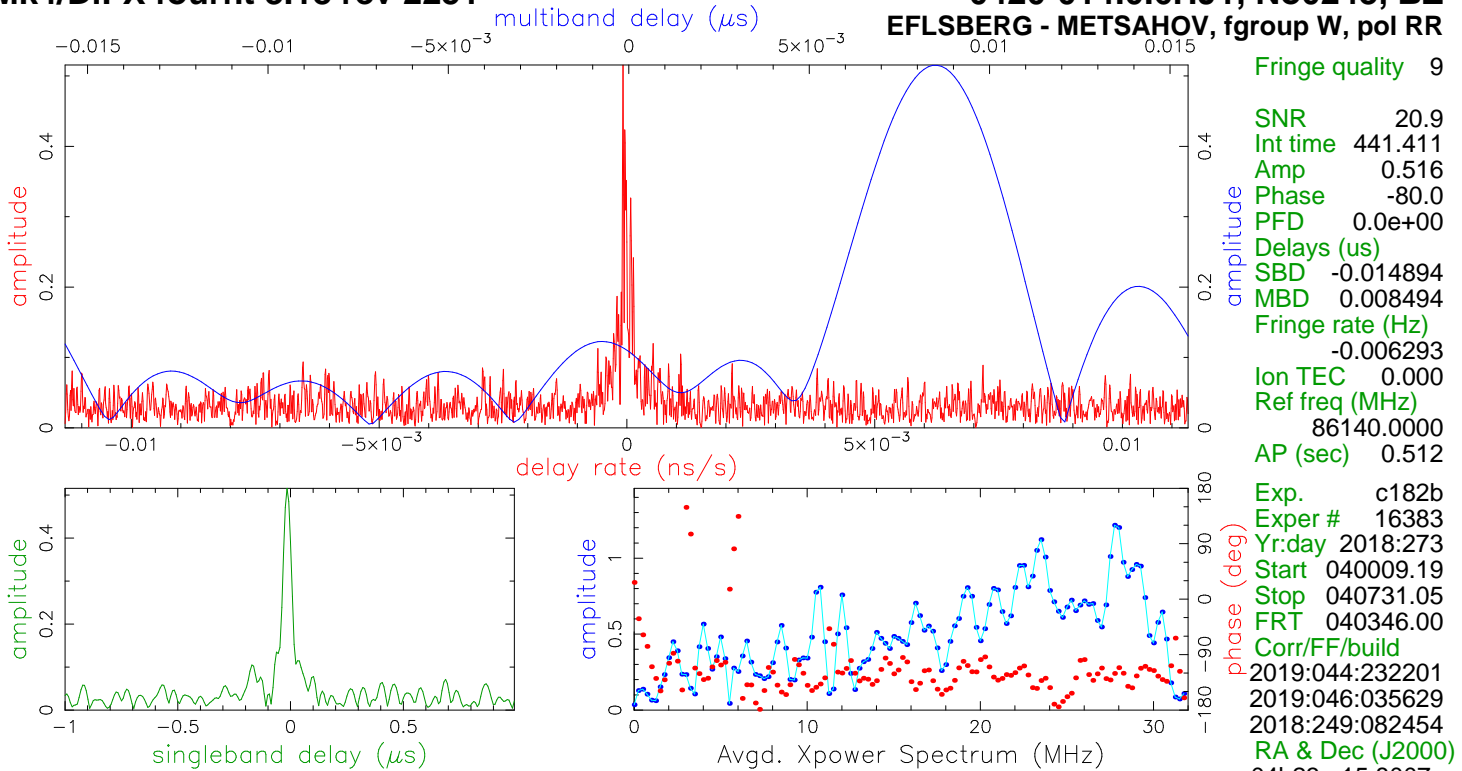 multiband delay (μs)
EFLSBERG - METSAHOV, fgroup W, pol RR
−0.015 −0.01 −5×10⁻³ 0 5×10⁻³ 0.01 0.015
amplitude
0 0.2 0.4
amplitude
0 0.2 0.4
−0.01 −5×10⁻³ 0 5×10⁻³ 0.01
delay rate (ns/s)
Fringe quality 9
SNR 20.9
Int time 441.411
Amp 0.516
Phase -80.0
PFD 0.0e+00
Delays (us)
SBD -0.014894
MBD 0.008494
Fringe rate (Hz)
-0.006293
Ion TEC 0.000
Ref freq (MHz)
86140.0000
AP (sec) 0.512
Exp. c182b
Exper # 16383
Yr:day 2018:273
Start 040009.19
Stop 040731.05
FRT 040346.00
Corr/FF/build
2019:044:232201
2019:046:035629
2018:249:082454
RA & Dec (J2000)
amplitude
0 0.2 0.4
−1 −0.5 0 0.5
singleband delay (μs)
amplitude
0 0.5 1
phase (deg)
−180 −90 0 90 180
0 10 20 30
Avgd. Xpower Spectrum (MHz)